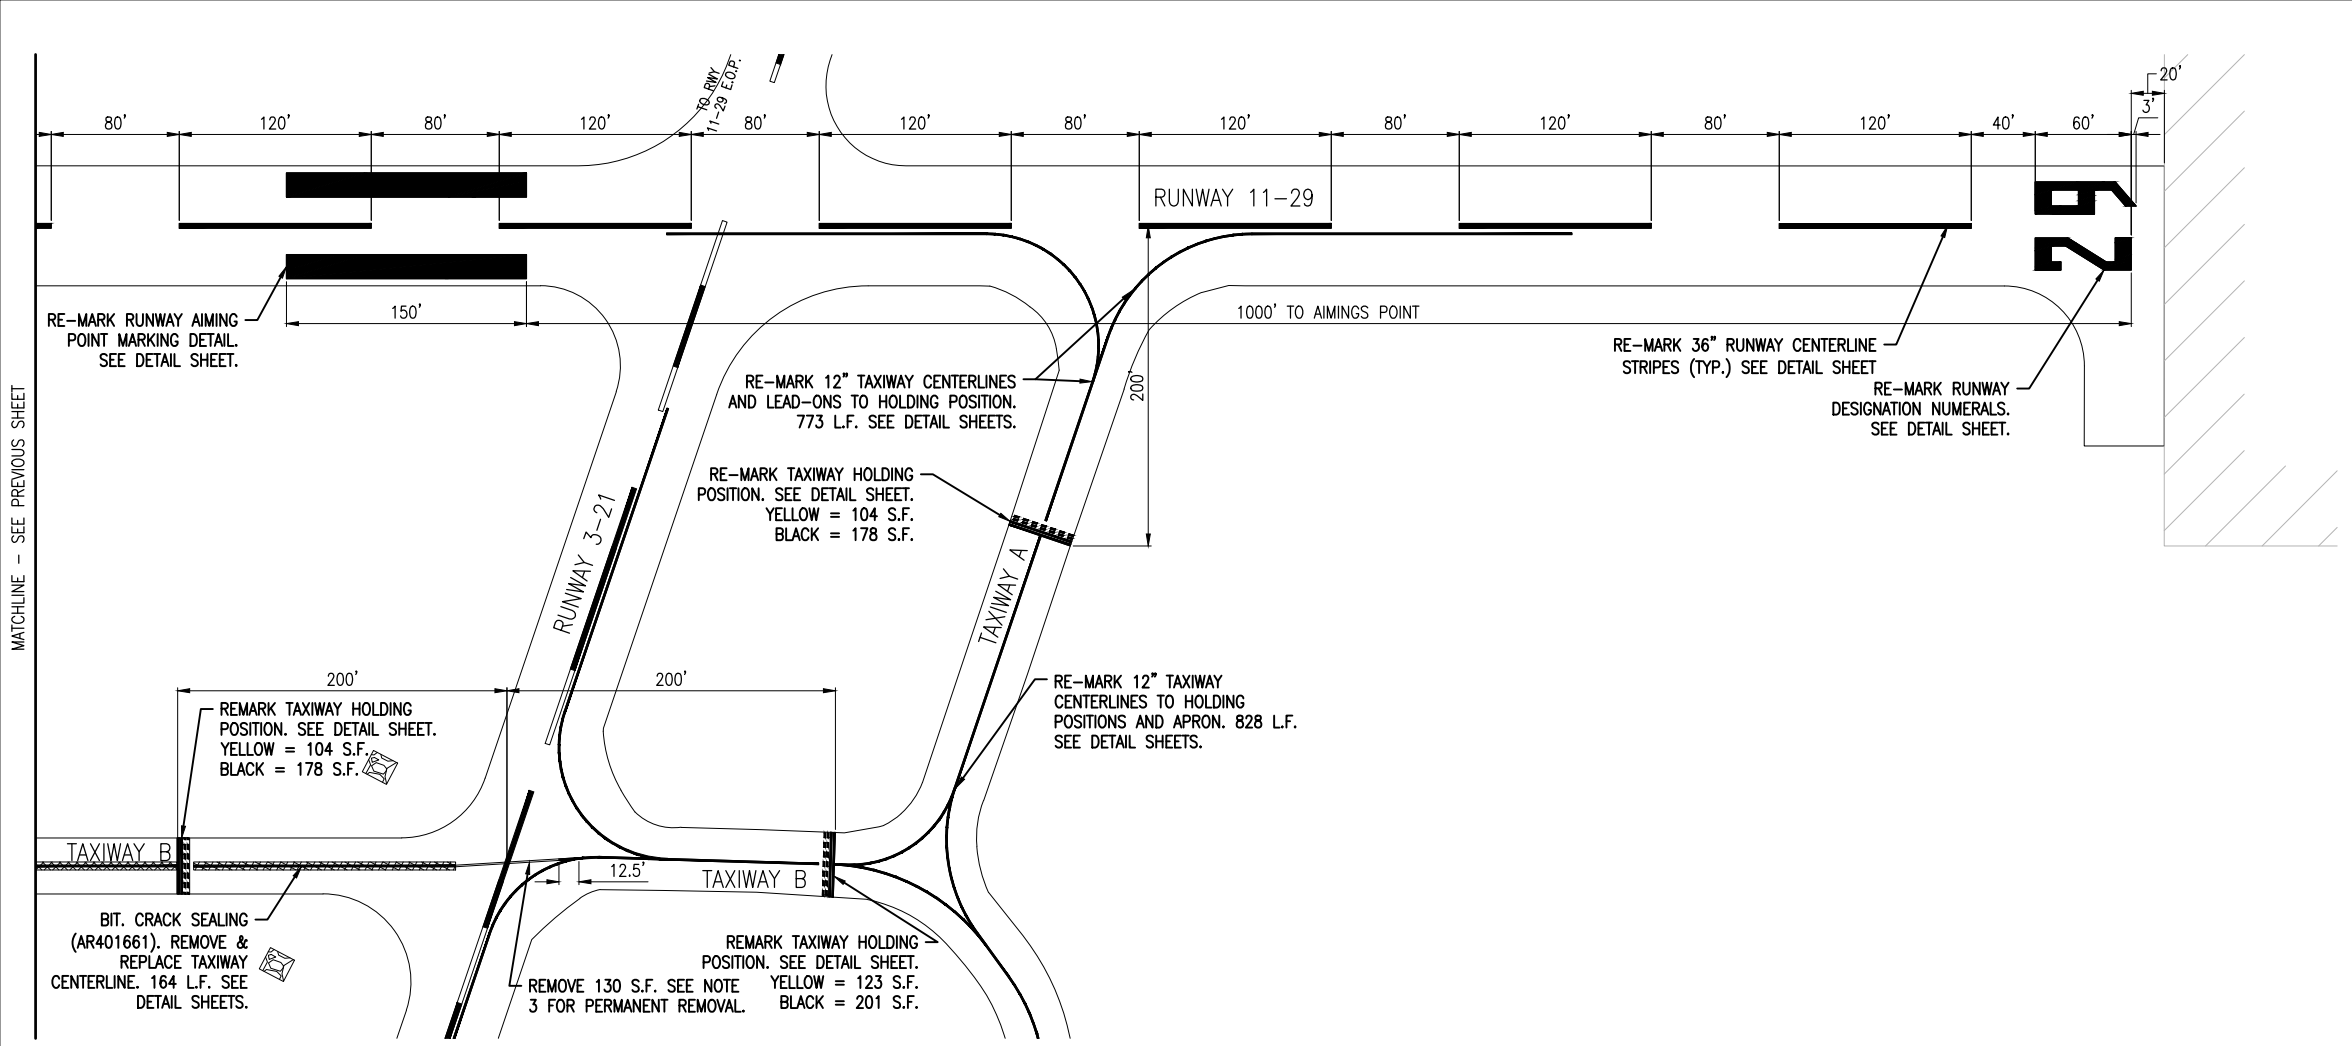 20'
3'
TO RWY
11-29 E.O.P.
80'
120'
80'
120'
80'
120'
80'
120'
80'
120'
80'
120'
40'
60'
RUNWAY 11-29
29
150'
1000' TO AIMINGS POINT
RE-MARK RUNWAY AIMING
POINT MARKING DETAIL.
SEE DETAIL SHEET.
RE-MARK 36" RUNWAY CENTERLINE
STRIPES (TYP.) SEE DETAIL SHEET
RE-MARK RUNWAY
DESIGNATION NUMERALS.
SEE DETAIL SHEET.
RE-MARK 12" TAXIWAY CENTERLINES
AND LEAD-ONS TO HOLDING POSITION.
773 L.F. SEE DETAIL SHEETS.
200'
MATCHLINE - SEE PREVIOUS SHEET
RE-MARK TAXIWAY HOLDING
POSITION. SEE DETAIL SHEET.
YELLOW = 104 S.F.
BLACK = 178 S.F.
RUNWAY 3-21
TAXIWAY A
200'
200'
REMARK TAXIWAY HOLDING
POSITION. SEE DETAIL SHEET.
YELLOW = 104 S.F.
BLACK = 178 S.F.
RE-MARK 12" TAXIWAY
CENTERLINES TO HOLDING
POSITIONS AND APRON. 828 L.F.
SEE DETAIL SHEETS.
TAXIWAY B
12.5'
TAXIWAY B
BIT. CRACK SEALING
(AR401661). REMOVE &
REPLACE TAXIWAY
CENTERLINE. 164 L.F. SEE
DETAIL SHEETS.
REMOVE 130 S.F. SEE NOTE
3 FOR PERMANENT REMOVAL.
REMARK TAXIWAY HOLDING
POSITION. SEE DETAIL SHEET.
YELLOW = 123 S.F.
BLACK = 201 S.F.